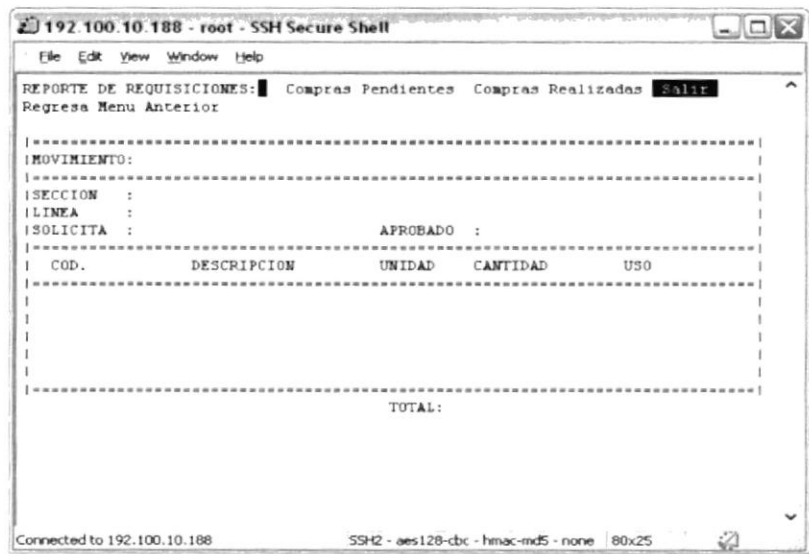 192.100.10.188 - root - SSH Secure Shell
File Edit View Window Help
REPORTE DE REQUISICIONES: Compras Pendientes Compras Realizadas Salir
Regresa Menu Anterior
|MOVIMIENTO:
|SECCION :
|LINEA :
|SOLICITA : APROBADO :
| COD. DESCRIPCION UNIDAD CANTIDAD USO |
TOTAL:
Connected to 192.100.10.188 SSH2 - aes128-cbc - hmac-md5 - none 80x25